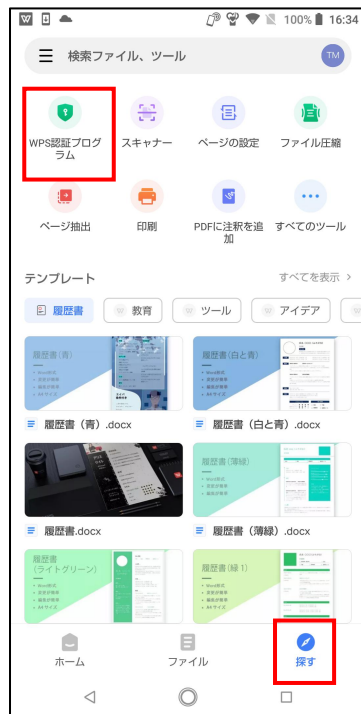 100% 16:34
検索ファイル、ツール
TM
WPS認証プログ
ラム
スキャナー
ページの設定
ファイル圧縮
ページ抽出
印刷
PDFに注釈を追
加
すべてのツール
テンプレート
すべてを表示 >
履歴書
教育
ツール
アイデア
履歴書(青)
履歴書(白と青)
履歴書（青）.docx
履歴書（白と青）.docx
履歴書(薄緑)
履歴書.docx
履歴書（薄緑）.docx
履歴書
(ライトグリーン)
履歴書(緑 1)
ホーム
ファイル
探す